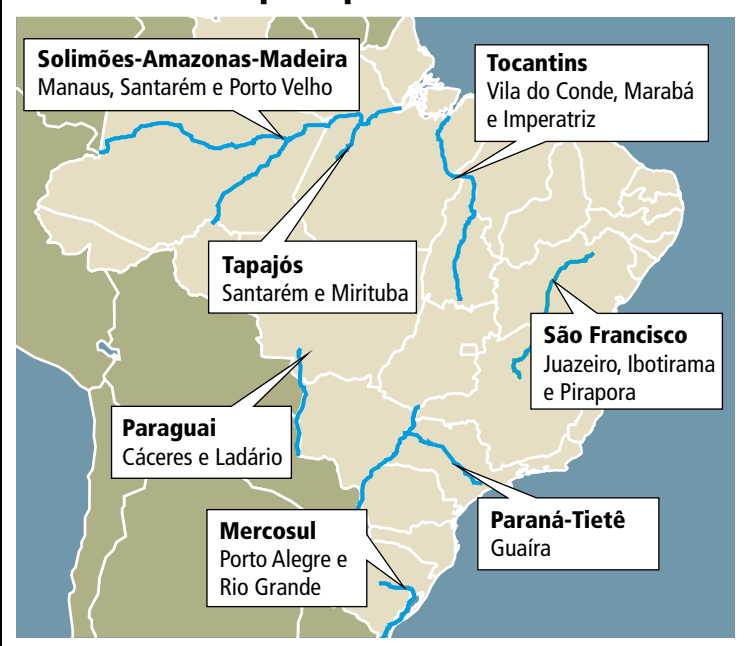 Solimões-Amazonas-Madeira
Manaus, Santarém e Porto Velho
Tocantins
Vila do Conde, Marabá
e Imperatriz
Tapajós
Santarém e Mirituba
São Francisco
Juazeiro, Ibotirama
e Pirapora
Paraguai
Cáceres e Ladário
Paraná-Tietê
Guaíra
Mercosul
Porto Alegre e
Rio Grande